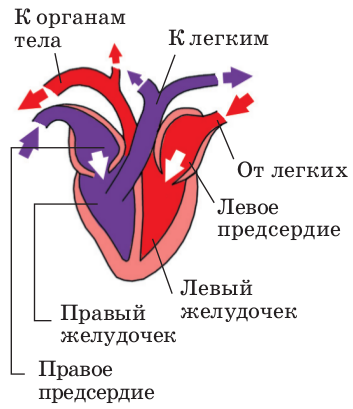 К органам
тела
К легким
От легких
Левое
предсердие
Левый
желудочек
Правый
желудочек
Правое
предсердие